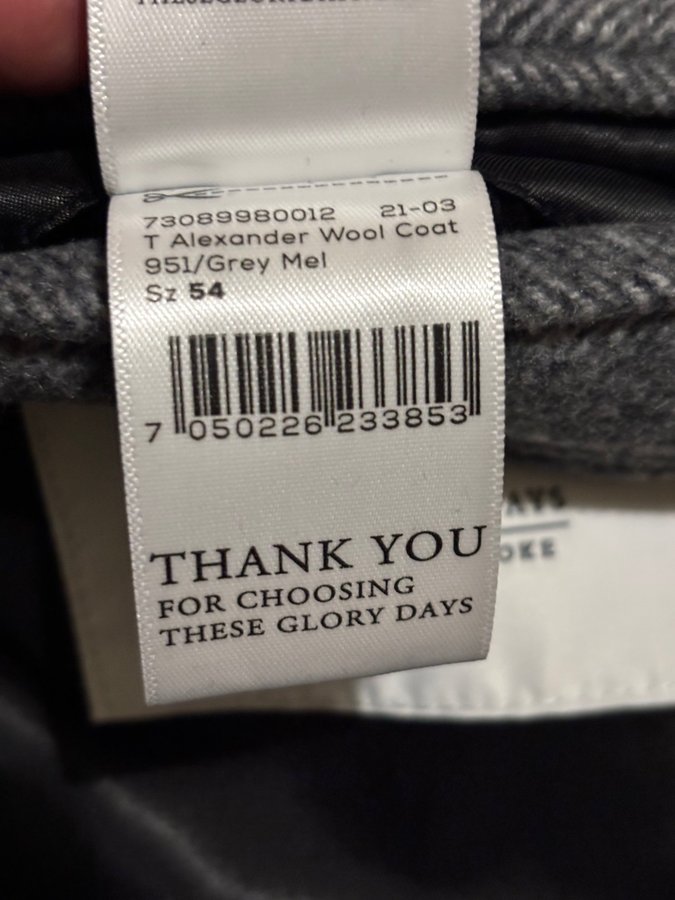 73089980012 21-03
T Alexander Wool Coat
951/Grey Mel
Sz 54
7 050226 233853
THANK YOU
FOR CHOOSING
THESE GLORY DAYS